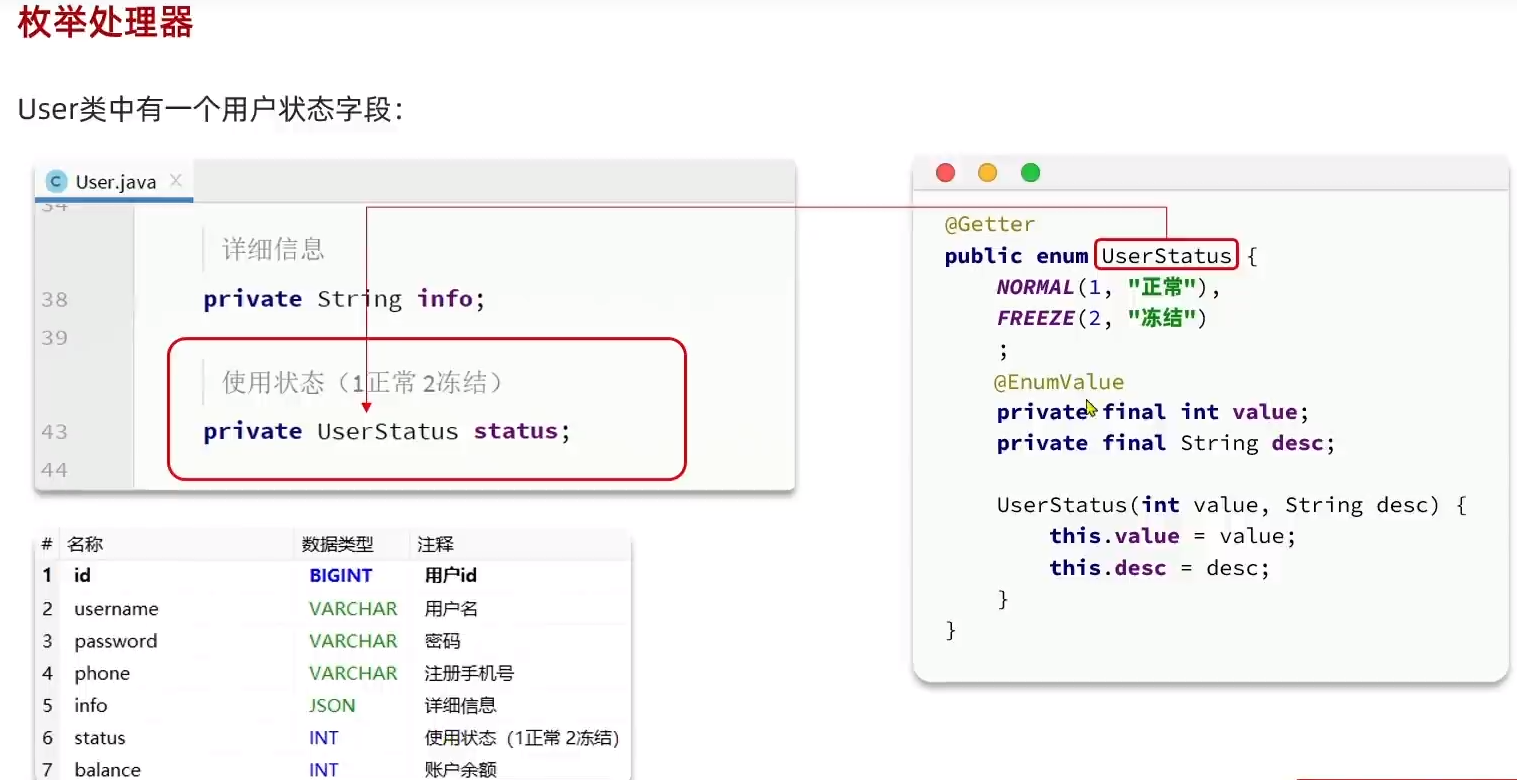 枚举处理器
User类中有一个用户状态字段：
C User.java ×
34
详细信息
38 private String info;
39
使用状态（1正常 2冻结）
43 private UserStatus status;
44
@Getter
public enum UserStatus {
NORMAL(1, "正常"),
FREEZE(2, "冻结")
;
@EnumValue
private final int value;
private final String desc;
UserStatus(int value, String desc) {
this.value = value;
this.desc = desc;
}
}
# 名称 数据类型 注释
1 id BIGINT 用户id
2 username VARCHAR 用户名
3 password VARCHAR 密码
4 phone VARCHAR 注册手机号
5 info JSON 详细信息
6 status INT 使用状态（1正常 2冻结）
7 balance INT 账户余额